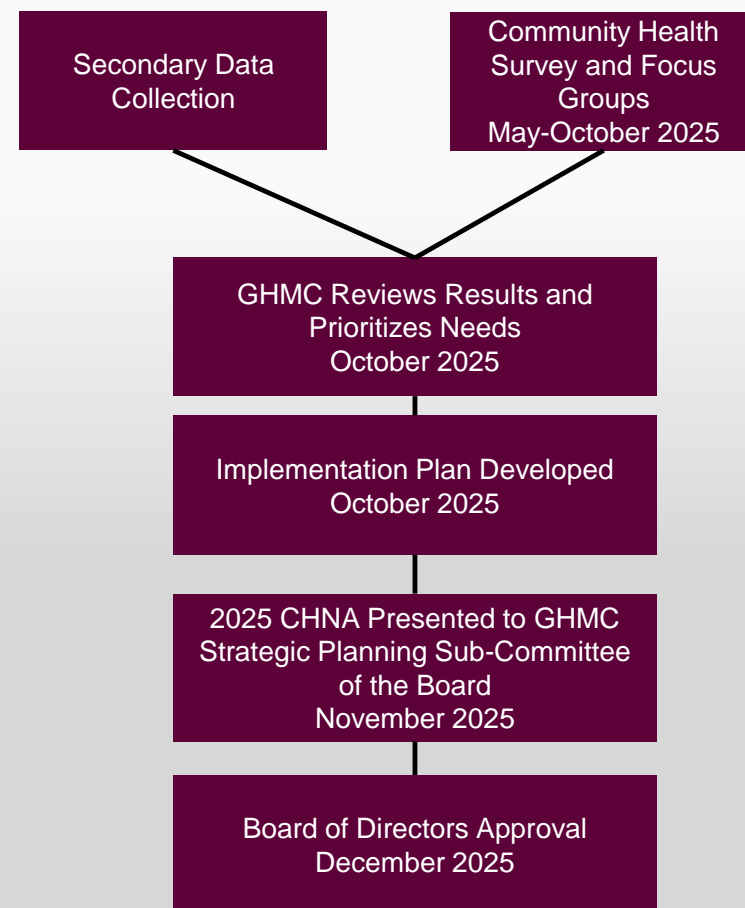 Secondary Data
Collection
Community Health
Survey and Focus
Groups
May-October 2025
GHMC Reviews Results and
Prioritizes Needs
October 2025
Implementation Plan Developed
October 2025
2025 CHNA Presented to GHMC
Strategic Planning Sub-Committee
of the Board
November 2025
Board of Directors Approval
December 2025